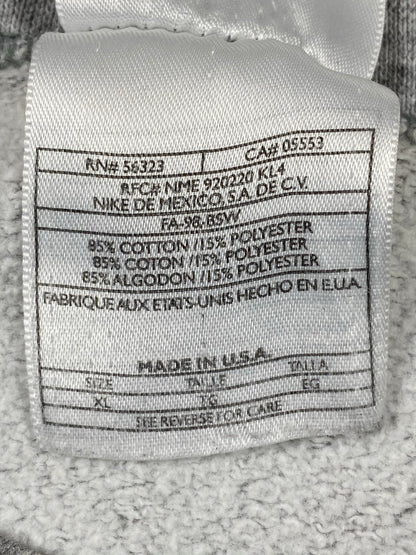 RN# 56323 CA# 05553
RFC# NME 920220 KL4
NIKE DE MEXICO, S.A. DE C.V.
FA-98-BSW
85% COTTON / 15% POLYESTER
85% COTON / 15% POLYESTER
85% ALGODON / 15% POLYESTER
FABRIQUE AUX ETATS-UNIS HECHO EN E.U.A.
MADE IN U.S.A.
SIZE TAILLE TALLA
XL TG EG
SEE REVERSE FOR CARE